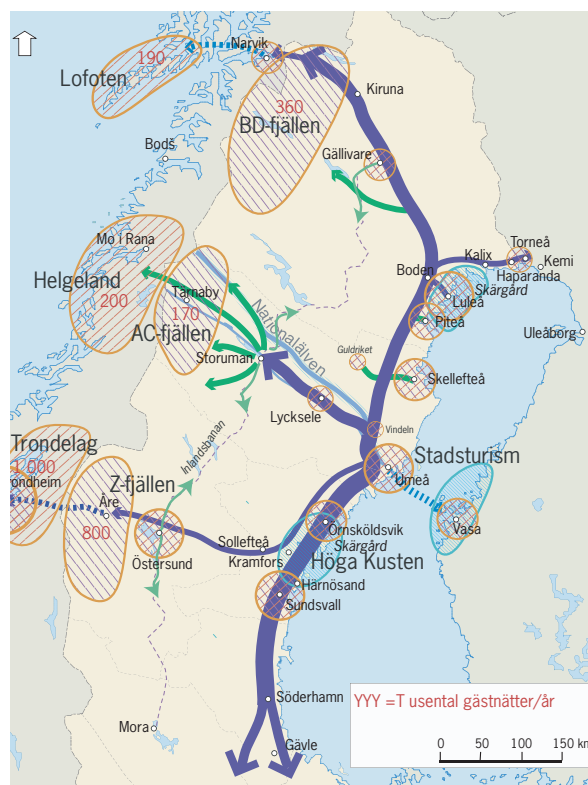 Narvik
190
Lofoten
Kiruna
360
BD-fjällen
Gällivare
Bodš
Mo i Rana
Torneå
Kalix
Kemi
Haparanda
Boden
Skärgård
Helgeland
200
Tärnaby
170
AC-fjällen
Luleå
Piteå
Nationalälven
Uleåborg
Storuman
Guldriket
Skellefteå
Lycksele
Vindeln
Inlandsbanan
Trondelag
1 000
ondheim
Z-fjällen
Stadsturism
Umeå
Åre
800
Vasa
Örnsköldsvik
Sollefteå
Skärgård
Östersund
Kramfors
Höga Kusten
Härnösand
Sundsvall
Söderhamn
YYY =T usental gästnätter/år
Mora
Gävle
0 50 100 150 km